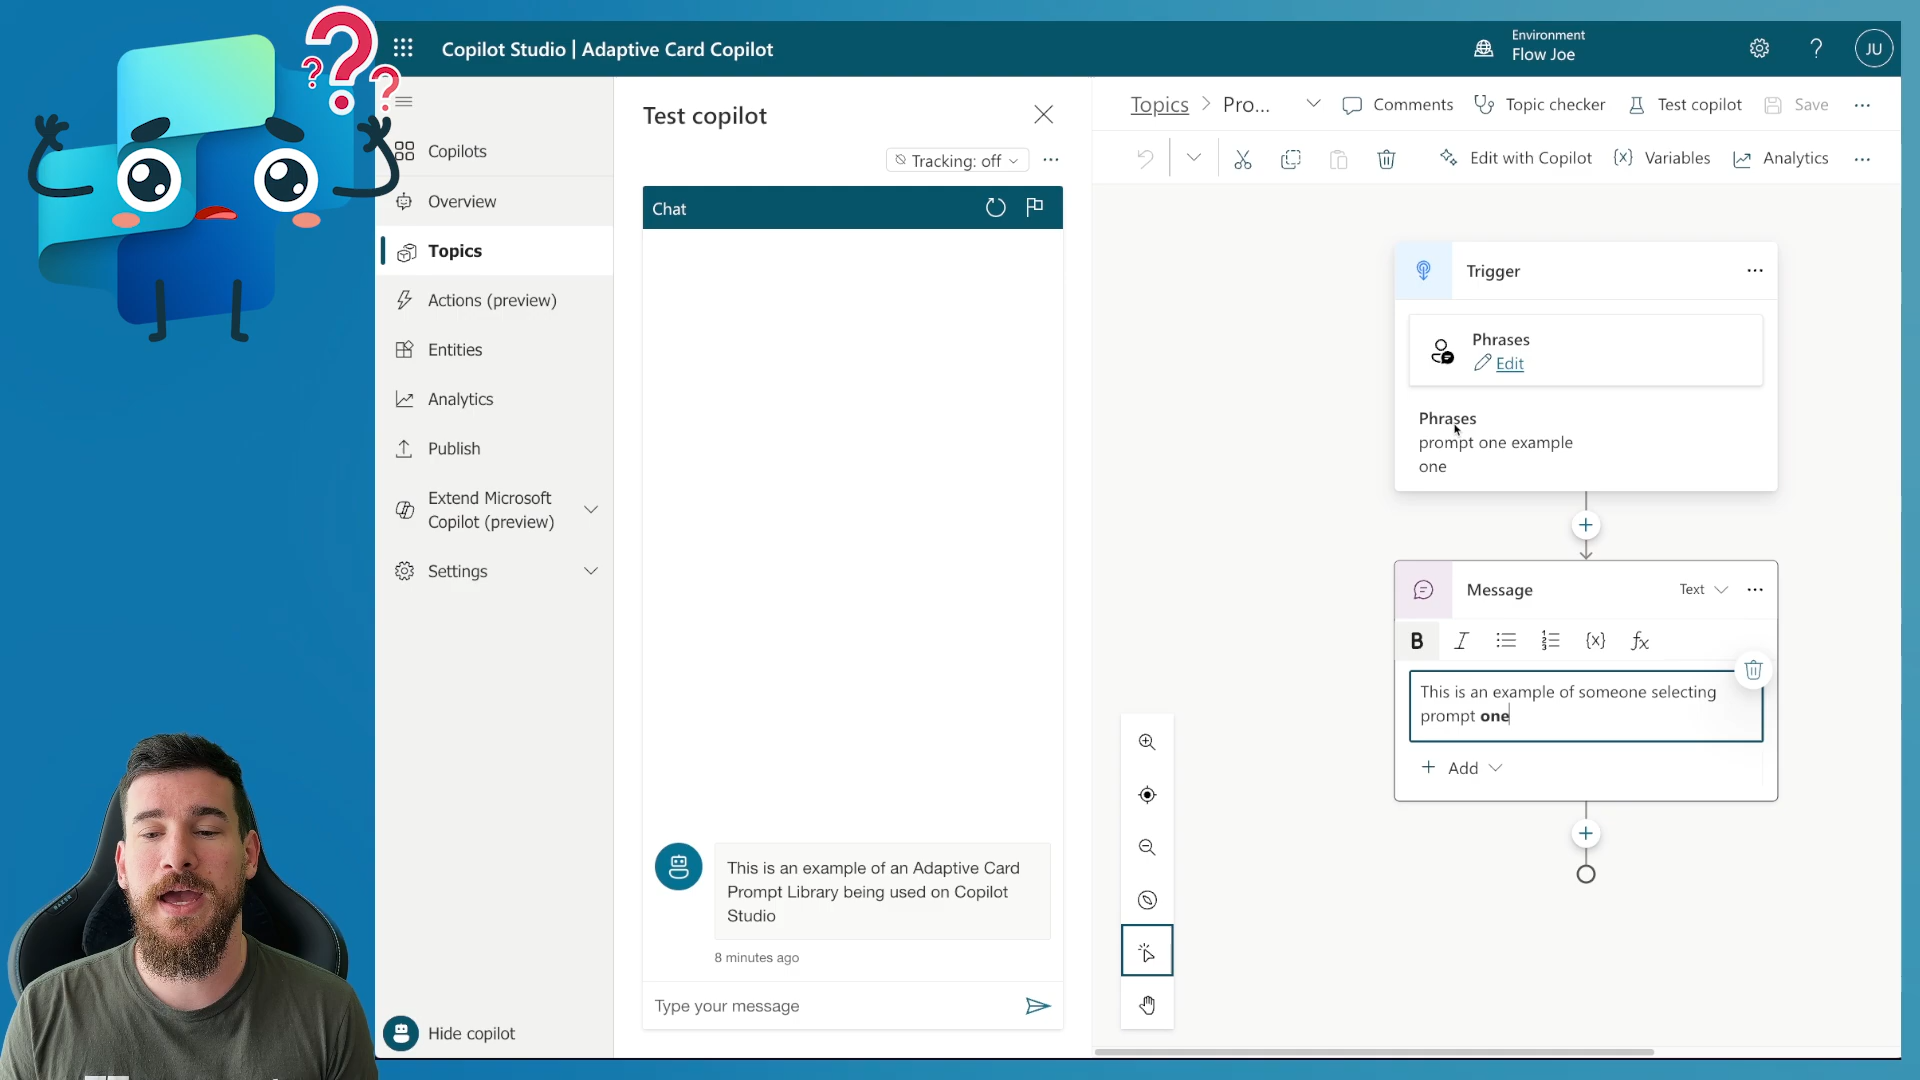 Copilot Studio | Adaptive Card Copilot
Environment
Flow Joe
JU
Copilots
Overview
Topics
Actions (preview)
Entities
Analytics
Publish
Extend Microsoft
Copilot (preview)
Settings
Hide copilot
Test copilot
Tracking: off
Chat
This is an example of an Adaptive Card
Prompt Library being used on Copilot
Studio
8 minutes ago
Type your message
Topics > Pro...
Comments
Topic checker
Test copilot
Save
Edit with Copilot
{x} Variables
Analytics
Trigger
Phrases
Edit
Phrases
prompt one example
one
Message
Text
B I {x} fx
This is an example of someone selecting
prompt one
+ Add
???
RAZER